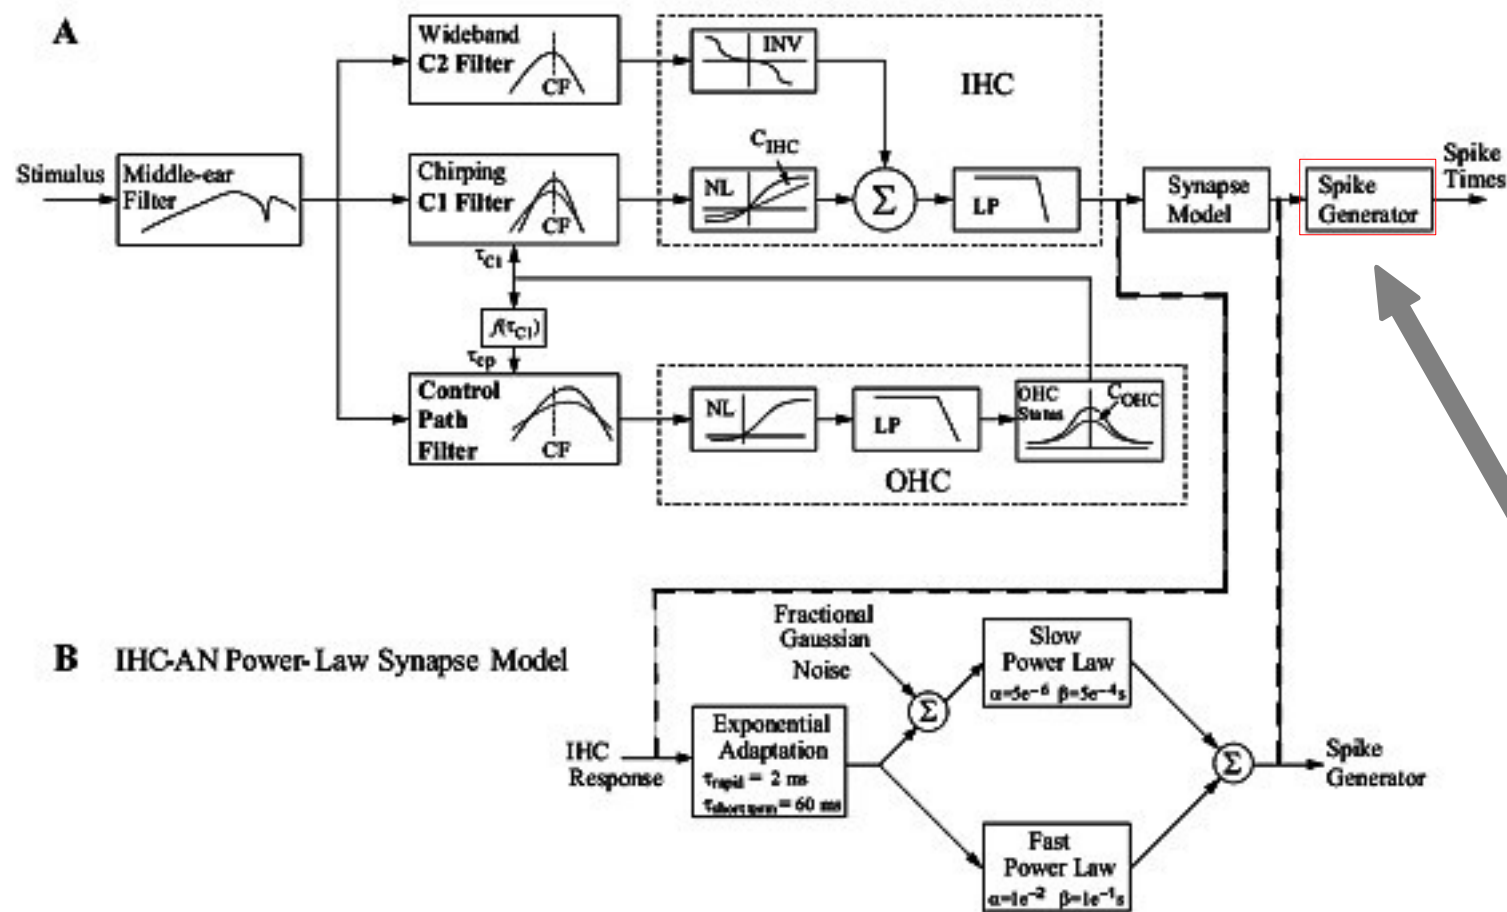 A
Stimulus
Middle-ear
Filter
Wideband
C2 Filter
CF
Chirping
C1 Filter
CF
τC1
f(τC1)
τcp
Control
Path
Filter
CF
INV
IHC
CIHC
NL
Σ
LP
Synapse
Model
Spike
Generator
Spike
Times
NL
LP
OHC
Status
COHC
OHC
B IHC-AN Power-Law Synapse Model
IHC
Response
Exponential
Adaptation
τrapid = 2 ms
τshort term = 60 ms
Fractional
Gaussian
Noise
Σ
Slow
Power Law
α=5e-6 β=5e-4s
Fast
Power Law
α=1e-2 β=1e-1s
Σ
Spike
Generator